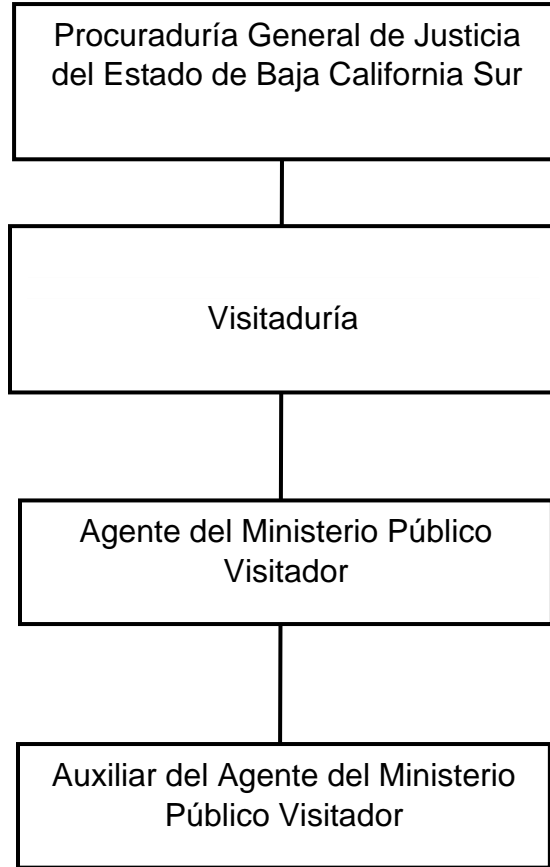 Procuraduría General de Justicia
del Estado de Baja California Sur
Visitaduría
Agente del Ministerio Público
Visitador
Auxiliar del Agente del Ministerio
Público Visitador